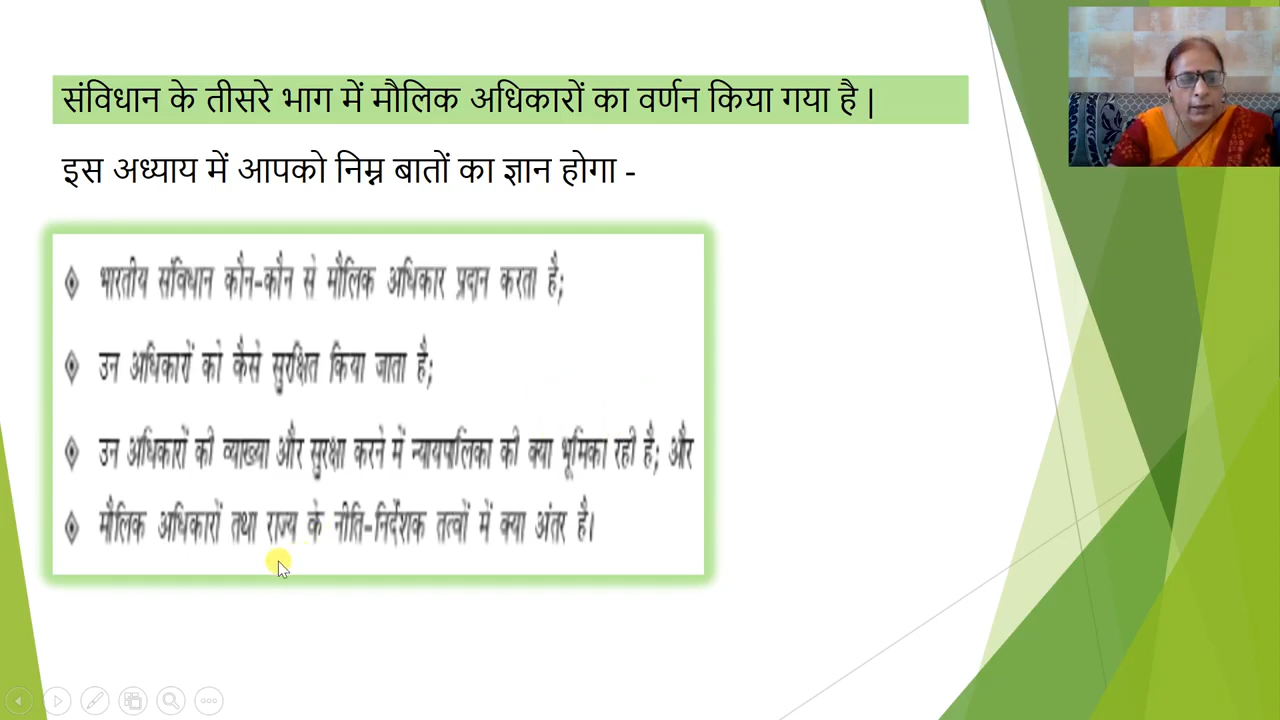 संविधान के तीसरे भाग में मौलिक अधिकारों का वर्णन किया गया है |
इस अध्याय में आपको निम्न बातों का ज्ञान होगा -
भारतीय संविधान कौन-कौन से मौलिक अधिकार प्रदान करता है;
उन अधिकारों को कैसे सुरक्षित किया जाता है;
उन अधिकारों की व्याख्या और सुरक्षा करने में न्यायपालिका की क्या भूमिका रही है; और
मौलिक अधिकारों तथा राज्य के नीति-निर्देशक तत्वों में क्या अंतर है।